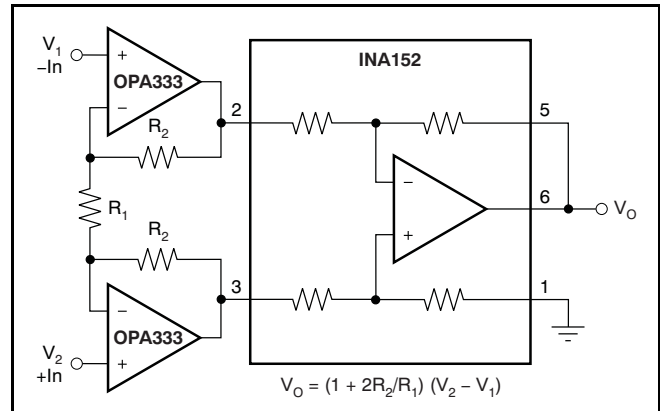 INA152
V1
–In
+
OPA333
–
R2
2
5
R1
–
+
6
VO
R2
3
1
–
OPA333
+
V2
+In
VO = (1 + 2R2/R1) (V2 – V1)